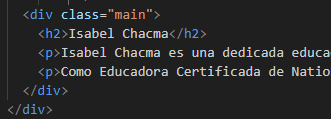 <div class="main">
<h2>Isabel Chacma</h2>
<p>Isabel Chacma es una dedicada educa
<p>Como Educadora Certificada de Natio
</div>
</div>